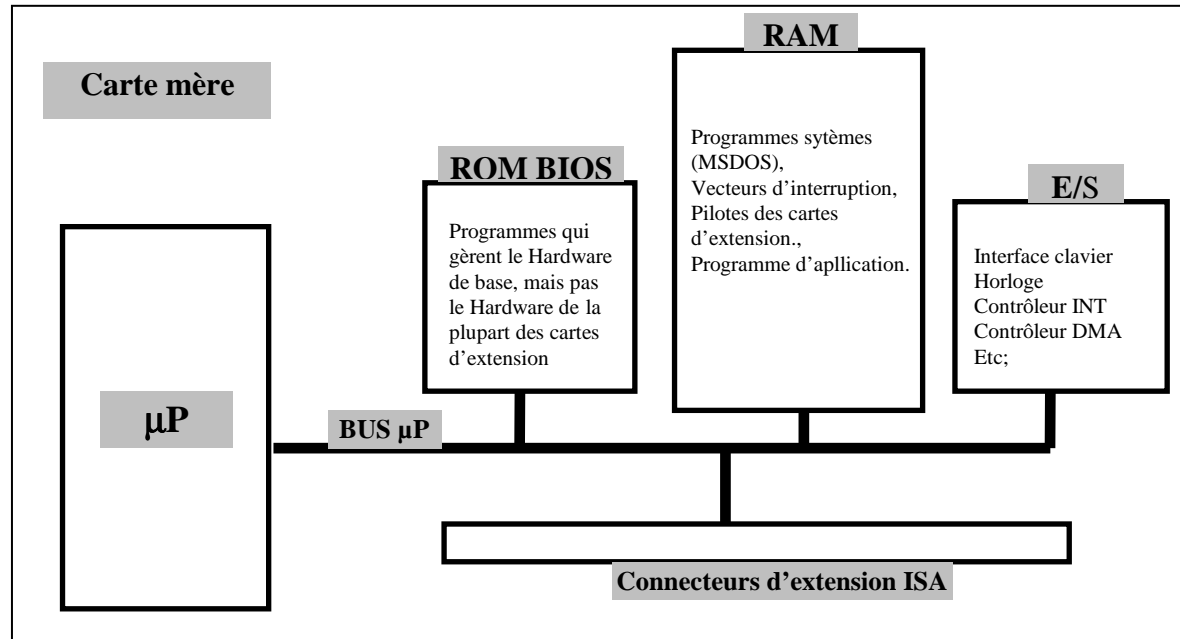 Carte mère
RAM
Programmes sytèmes
(MSDOS),
Vecteurs d'interruption,
Pilotes des cartes
d'extension.,
Programme d'apllication.
ROM BIOS
Programmes qui
gèrent le Hardware
de base, mais pas
le Hardware de la
plupart des cartes
d'extension
E/S
Interface clavier
Horloge
Contrôleur INT
Contrôleur DMA
Etc;
µP
BUS µP
Connecteurs d'extension ISA